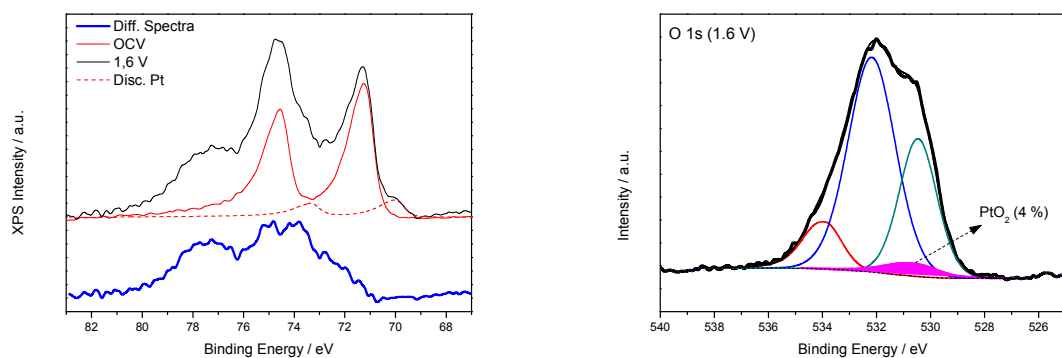 Diff. Spectra
OCV
1,6 V
Disc. Pt
XPS Intensity / a.u.
82 80 78 76 74 72 70 68
Binding Energy / eV
O 1s (1.6 V)
PtO₂ (4 %)
Intensity / a.u.
540 538 536 534 532 530 528 526
Binding Energy / eV